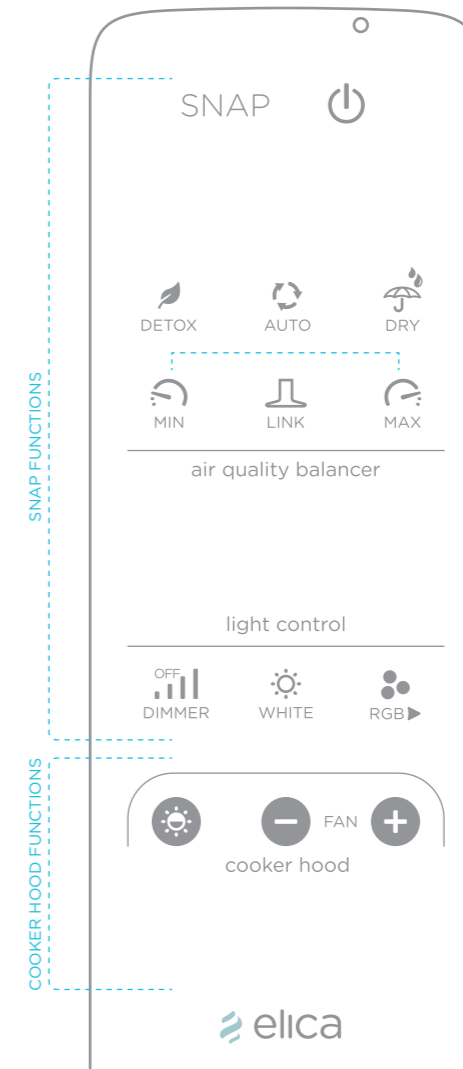 SNAP
SNAP FUNCTIONS
DETOX AUTO DRY
MIN LINK MAX
air quality balancer
light control
OFF
DIMMER WHITE RGB
COOKER HOOD FUNCTIONS
FAN
cooker hood
elica